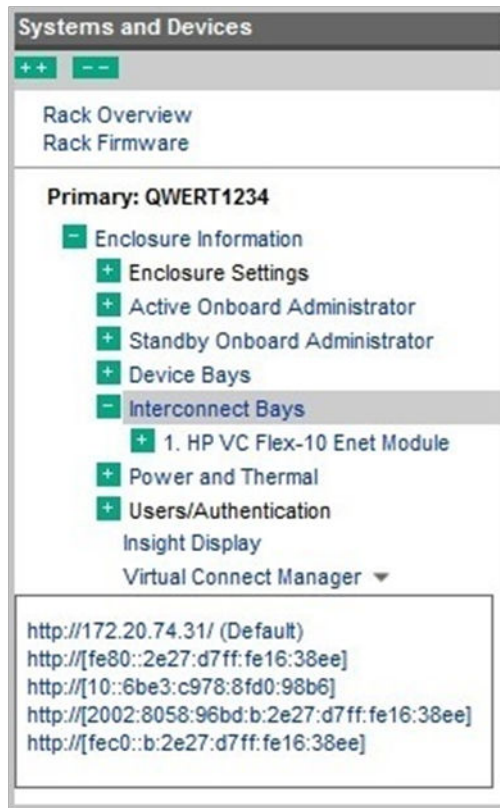 Systems and Devices
++ --
Rack Overview
Rack Firmware
Primary: QWERT1234
- Enclosure Information
+ Enclosure Settings
+ Active Onboard Administrator
+ Standby Onboard Administrator
+ Device Bays
- Interconnect Bays
+ 1. HP VC Flex-10 Enet Module
+ Power and Thermal
+ Users/Authentication
Insight Display
Virtual Connect Manager
http://172.20.74.31/ (Default)
http://[fe80::2e27:d7ff:fe16:38ee]
http://[10::6be3:c978:8fd0:98b6]
http://[2002:8058:96bd:b:2e27:d7ff:fe16:38ee]
http://[fec0::b:2e27:d7ff:fe16:38ee]